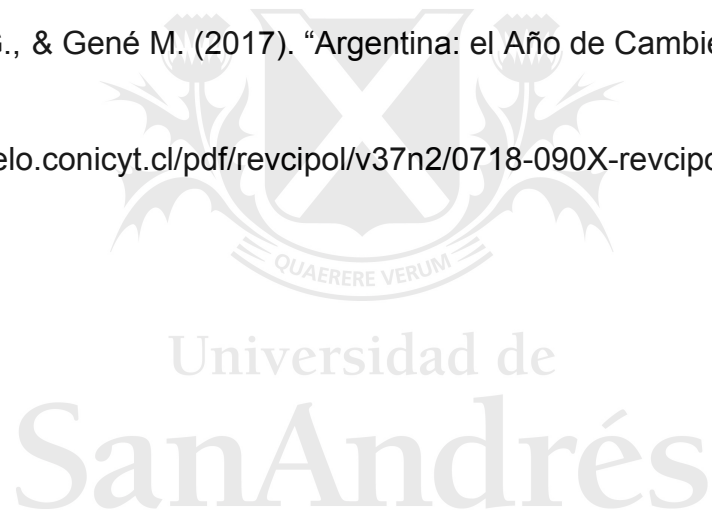 G., & Gené M. (2017). “Argentina: el Año de Cambie
elo.conicyt.cl/pdf/revcipol/v37n2/0718-090X-revcipo
QUAERERE VERUM
Universidad de
SanAndrés